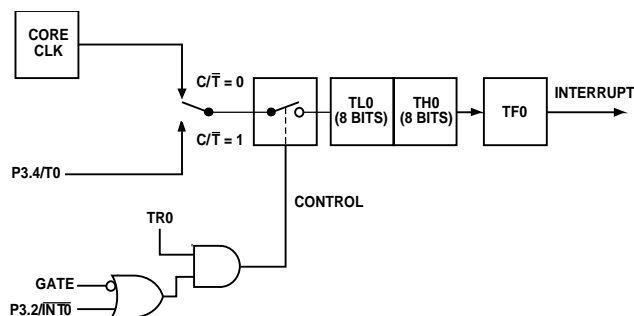 CORE
CLK
C/T̅ = 0
TL0
(8 BITS)
TH0
(8 BITS)
TF0
INTERRUPT
C/T̅ = 1
P3.4/T0
CONTROL
TR0
GATE
P3.2/I̅N̅T̅0̅